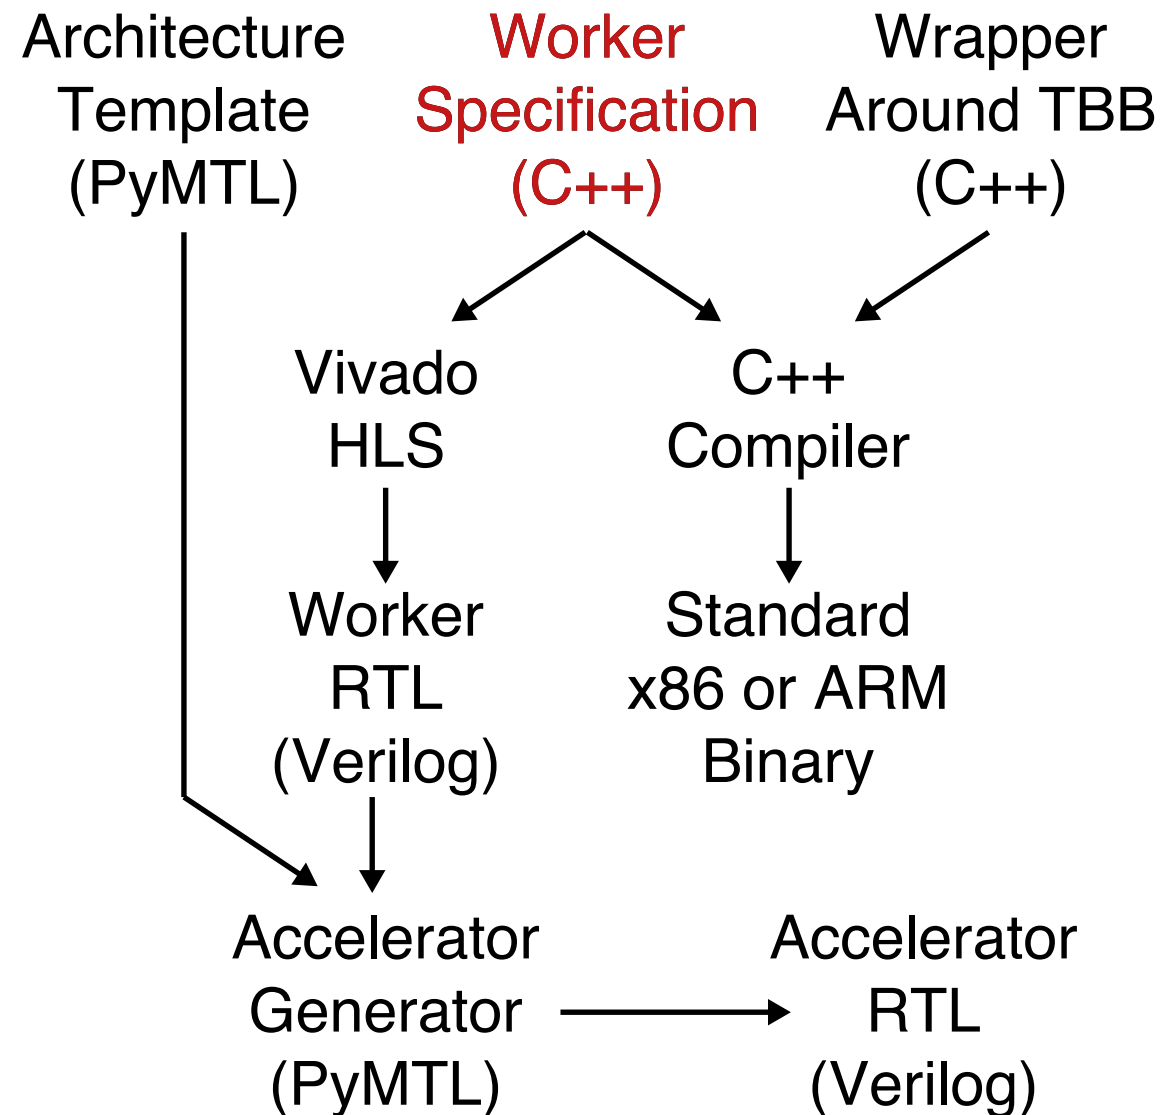 Architecture
Template
(PyMTL)
Worker
Specification
(C++)
Wrapper
Around TBB
(C++)
Vivado
HLS
C++
Compiler
Worker
RTL
(Verilog)
Standard
x86 or ARM
Binary
Accelerator
Generator
(PyMTL)
Accelerator
RTL
(Verilog)